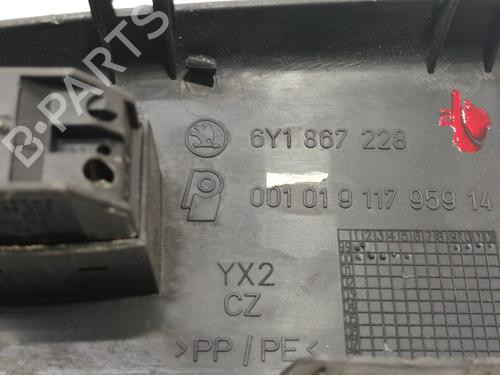 B-PARTS
6Y1 867 228
001 01 9 117 959 14
YX2
CZ
>PP/PE<